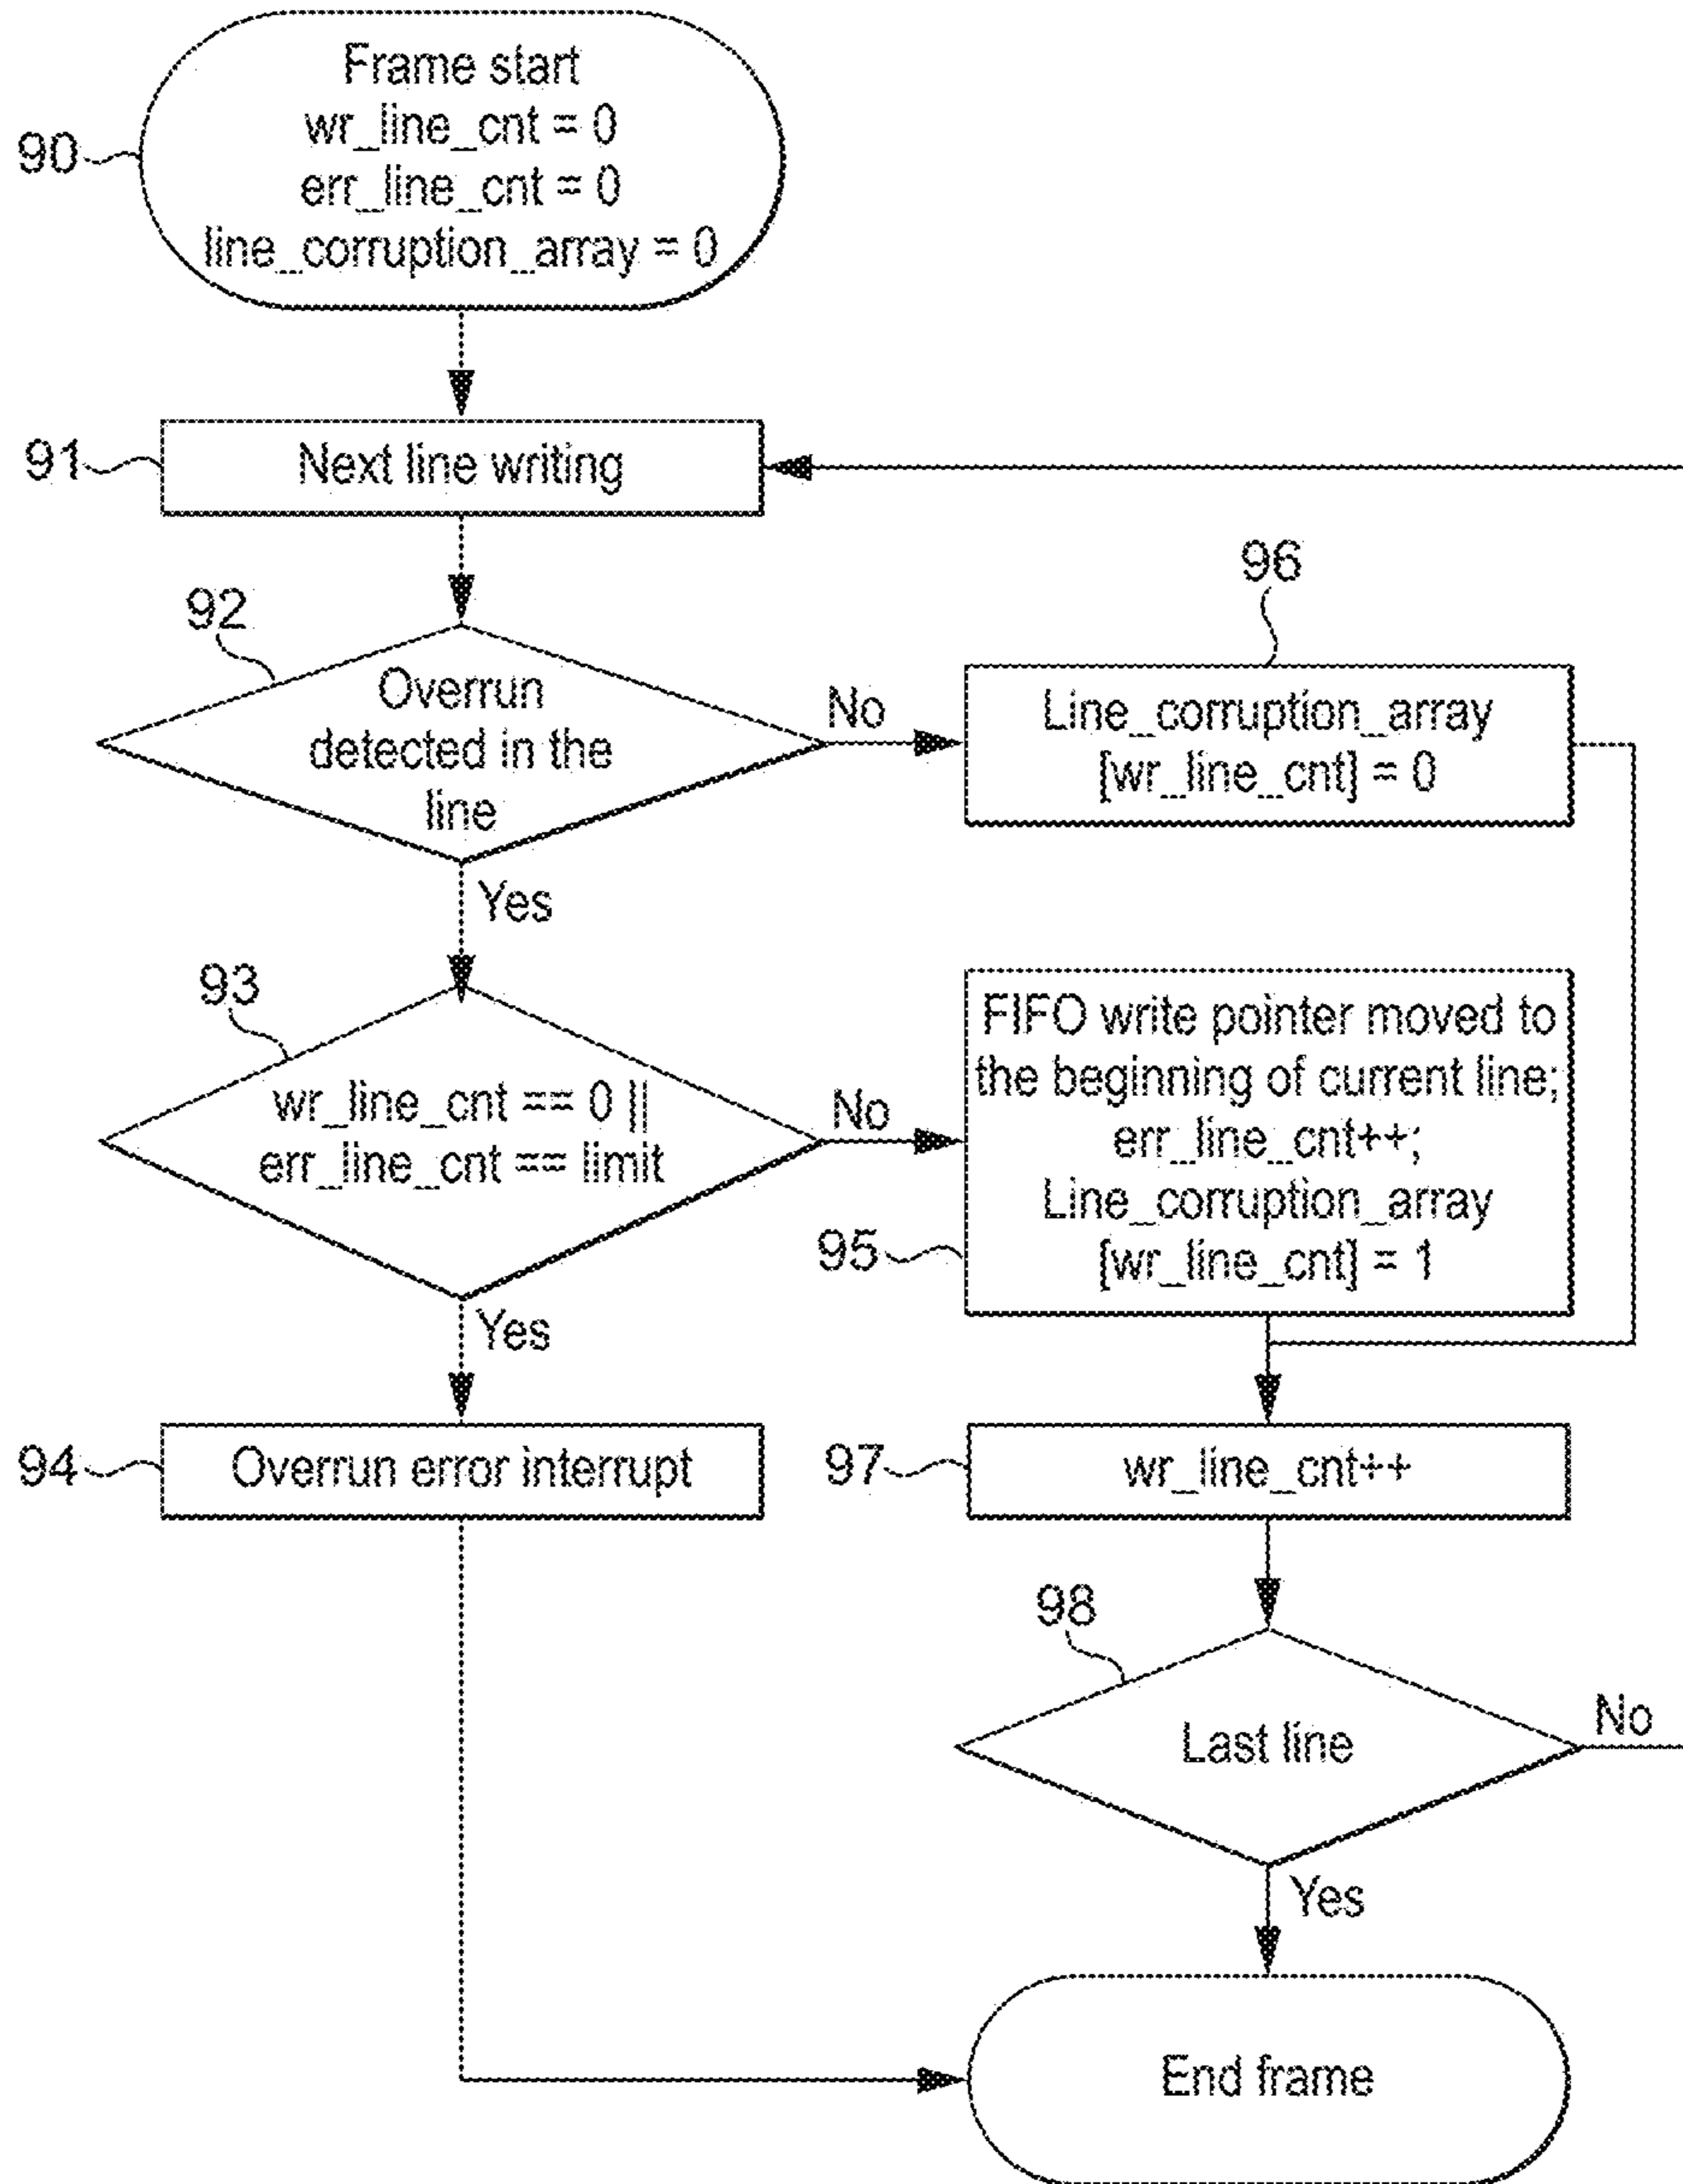 Frame start
wr_line_cnt = 0
err_line_cnt = 0
line_corruption_array = 0
90
91
Next line writing
92
Overrun
detected in the
line
No
96
Line_corruption_array
[wr_line_cnt] = 0
Yes
93
wr_line_cnt == 0 ||
err_line_cnt == limit
No
FIFO write pointer moved to
the beginning of current line;
err_line_cnt++;
Line_corruption_array
[wr_line_cnt] = 1
95
Yes
94
Overrun error interrupt
97
wr_line_cnt++
98
Last line
No
Yes
End frame